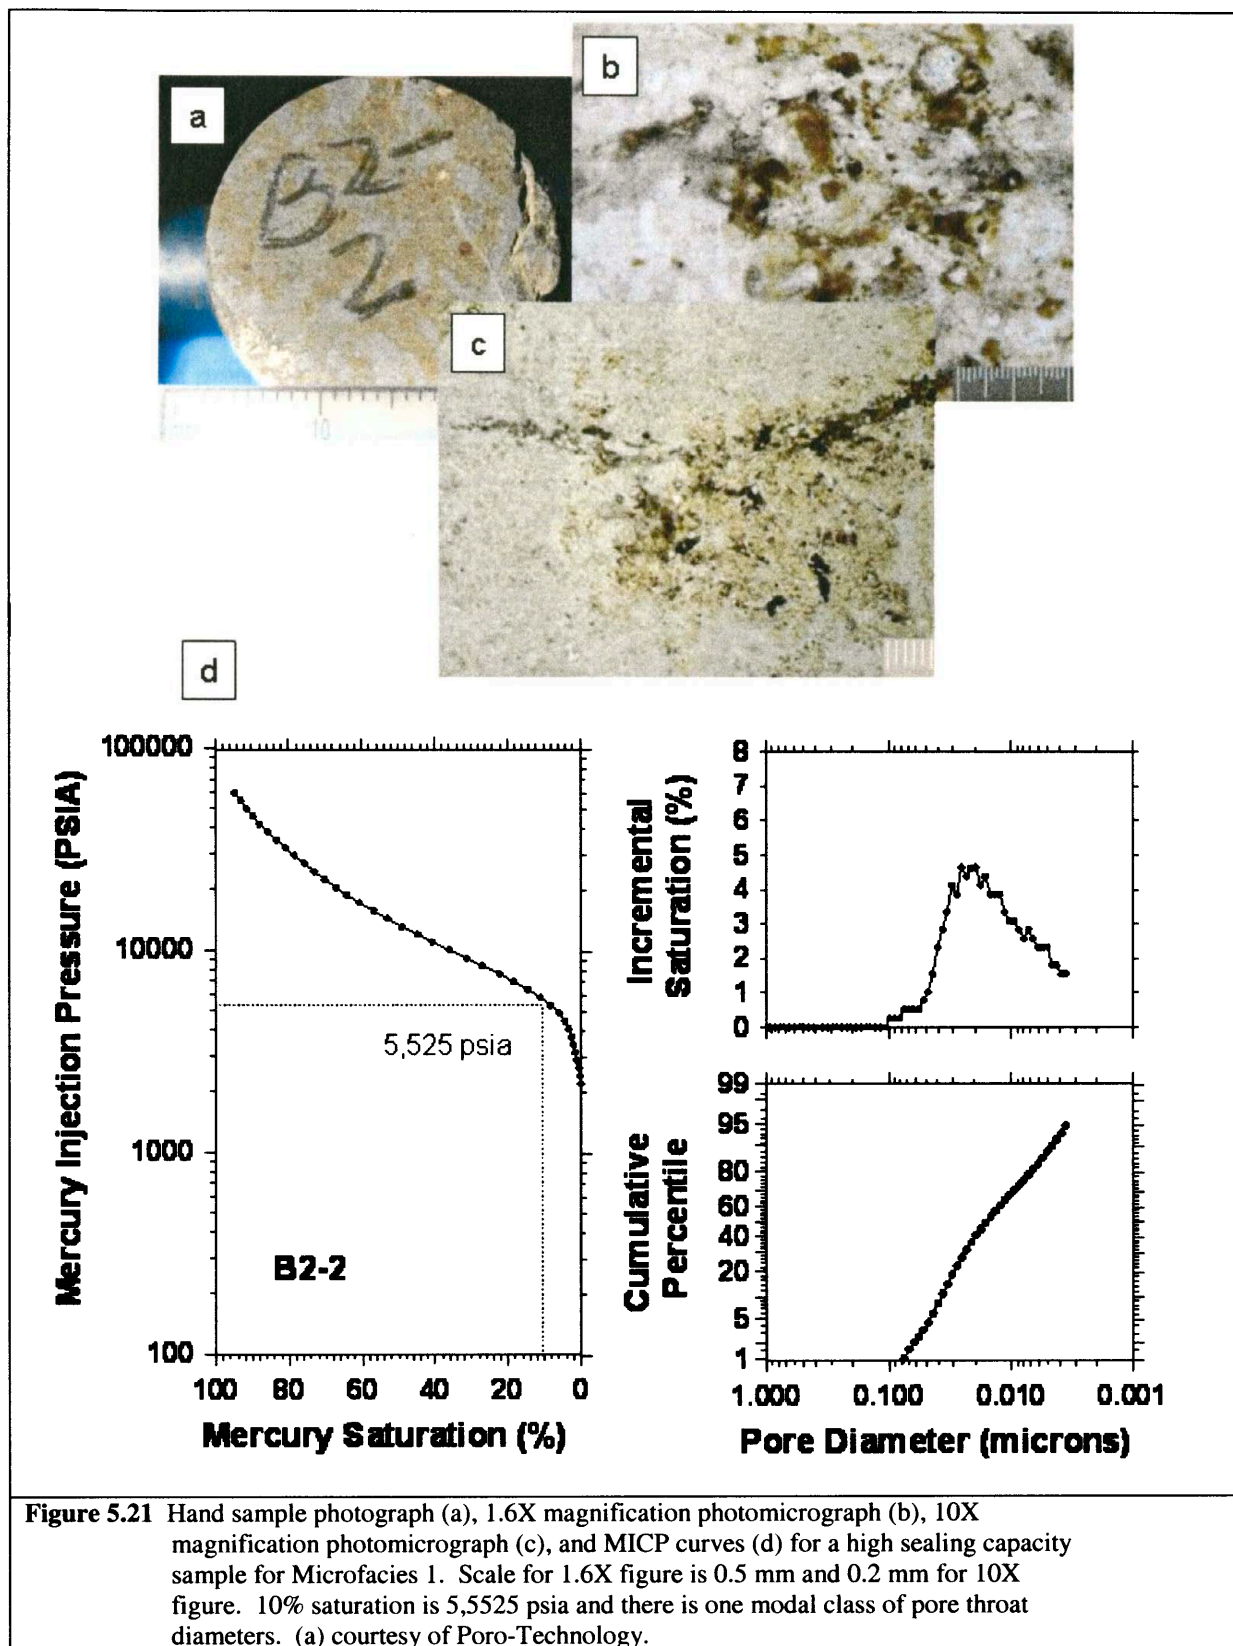 a
b
B2-
2
c
10
d
100000
10000
1000
100
Mercury Injection Pressure (PSIA)
5,525 psia
B2-2
100 80 60 40 20 0
Mercury Saturation (%)
Incremental
Saturation (%)
8
7
6
5
4
3
2
1
0
Cumulative
Percentile
99
95
80
60
40
20
5
1
1.000 0.100 0.010 0.001
Pore Diameter (microns)
Figure 5.21 Hand sample photograph (a), 1.6X magnification photomicrograph (b), 10X
magnification photomicrograph (c), and MICP curves (d) for a high sealing capacity
sample for Microfacies 1. Scale for 1.6X figure is 0.5 mm and 0.2 mm for 10X
figure. 10% saturation is 5,5525 psia and there is one modal class of pore throat
diameters. (a) courtesy of Poro-Technology.